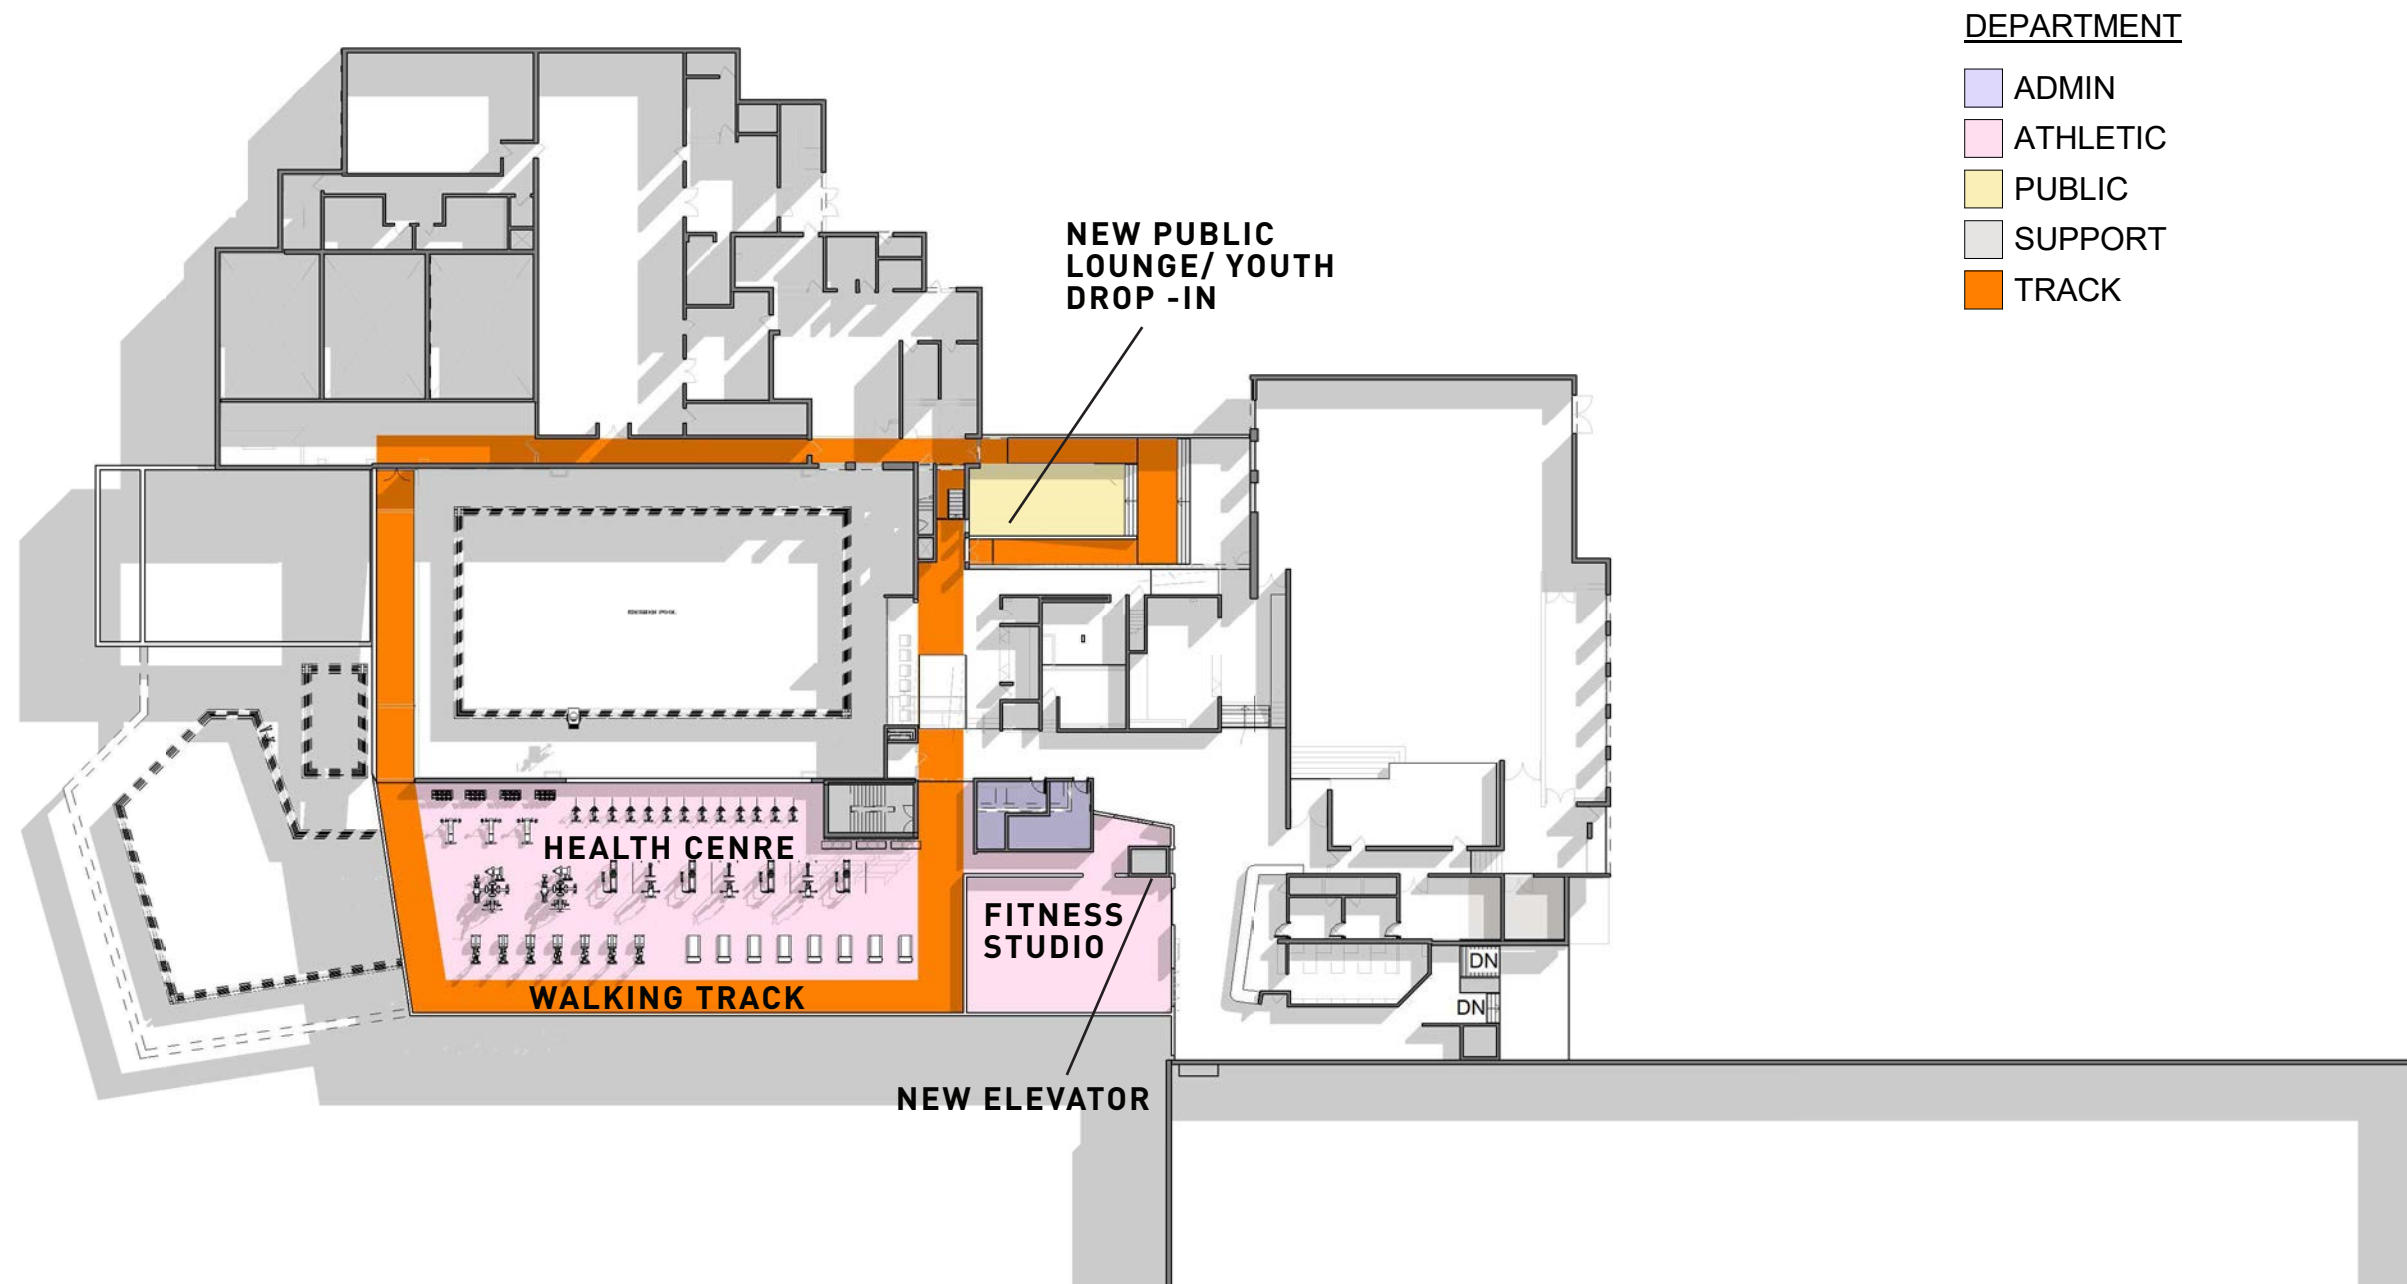 DEPARTMENT
ADMIN
ATHLETIC
PUBLIC
SUPPORT
TRACK
NEW PUBLIC
LOUNGE/ YOUTH
DROP -IN
HEALTH CENRE
FITNESS
STUDIO
WALKING TRACK
DN
DN
NEW ELEVATOR